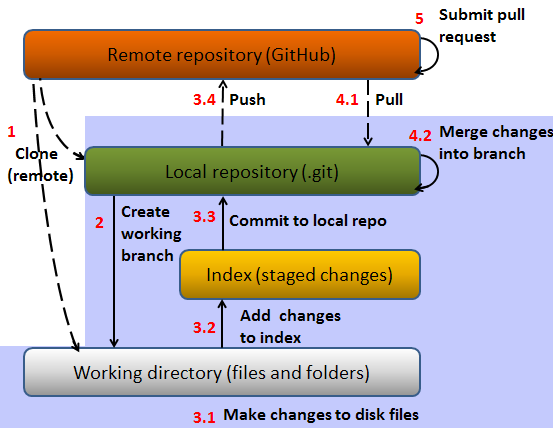 5 Submit pull
request
Remote repository (GitHub)
3.4 Push
4.1 Pull
1
Clone
(remote)
4.2 Merge changes
into branch
Local repository (.git)
2 Create
working
branch
3.3 Commit to local repo
Index (staged changes)
3.2 Add changes
to index
Working directory (files and folders)
3.1 Make changes to disk files